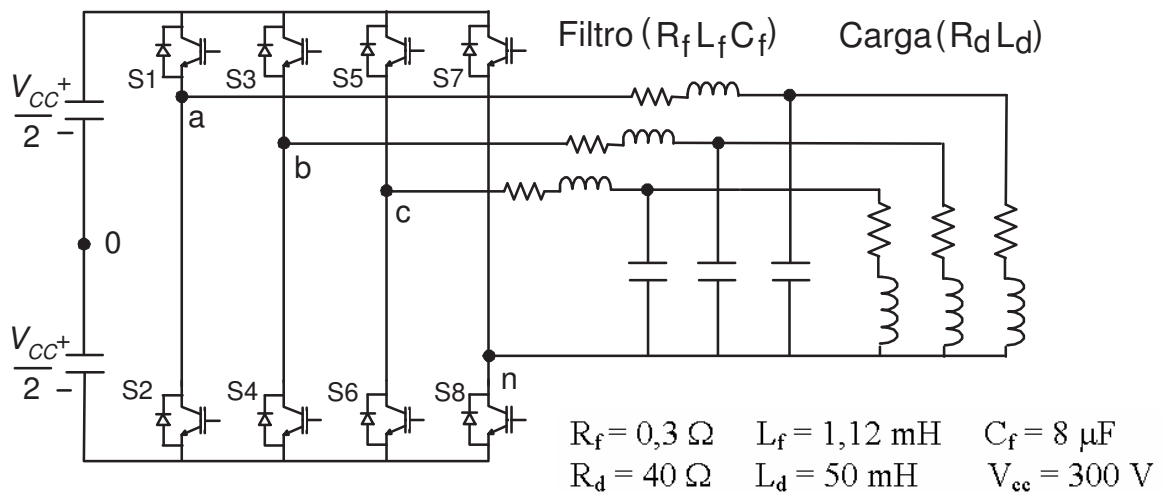 Filtro (R_f L_f C_f) Carga (R_d L_d)
S1 S3 S5 S7
V_CC + / 2 −
a
b
c
0
V_CC + / 2 −
S2 S4 S6 S8
n
R_f = 0,3 Ω L_f = 1,12 mH C_f = 8 μF
R_d = 40 Ω L_d = 50 mH V_cc = 300 V